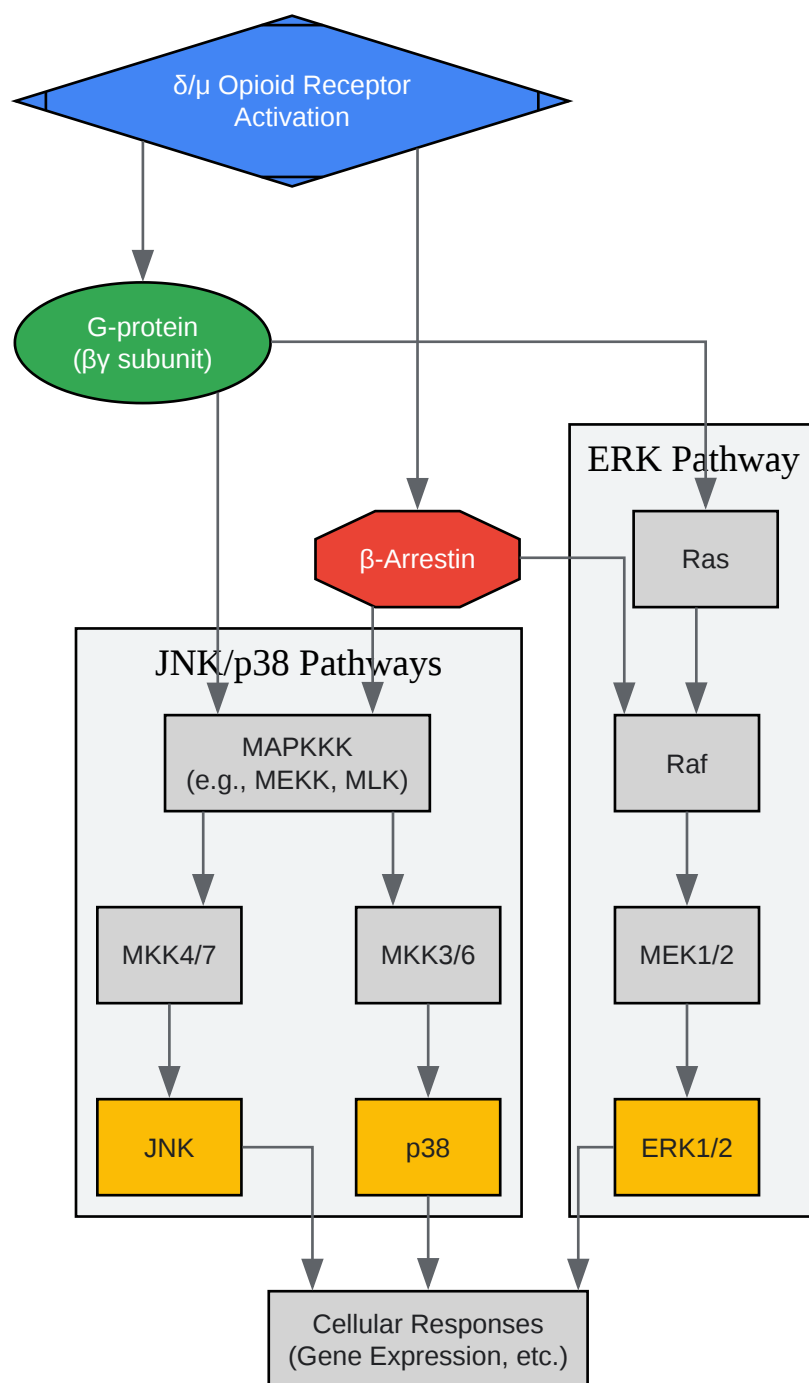 δ/μ Opioid Receptor
Activation
G-protein
(βγ subunit)
ERK Pathway
β-Arrestin
Ras
JNK/p38 Pathways
MAPKKK
(e.g., MEKK, MLK)
Raf
MKK4/7
MKK3/6
MEK1/2
JNK
p38
ERK1/2
Cellular Responses
(Gene Expression, etc.)